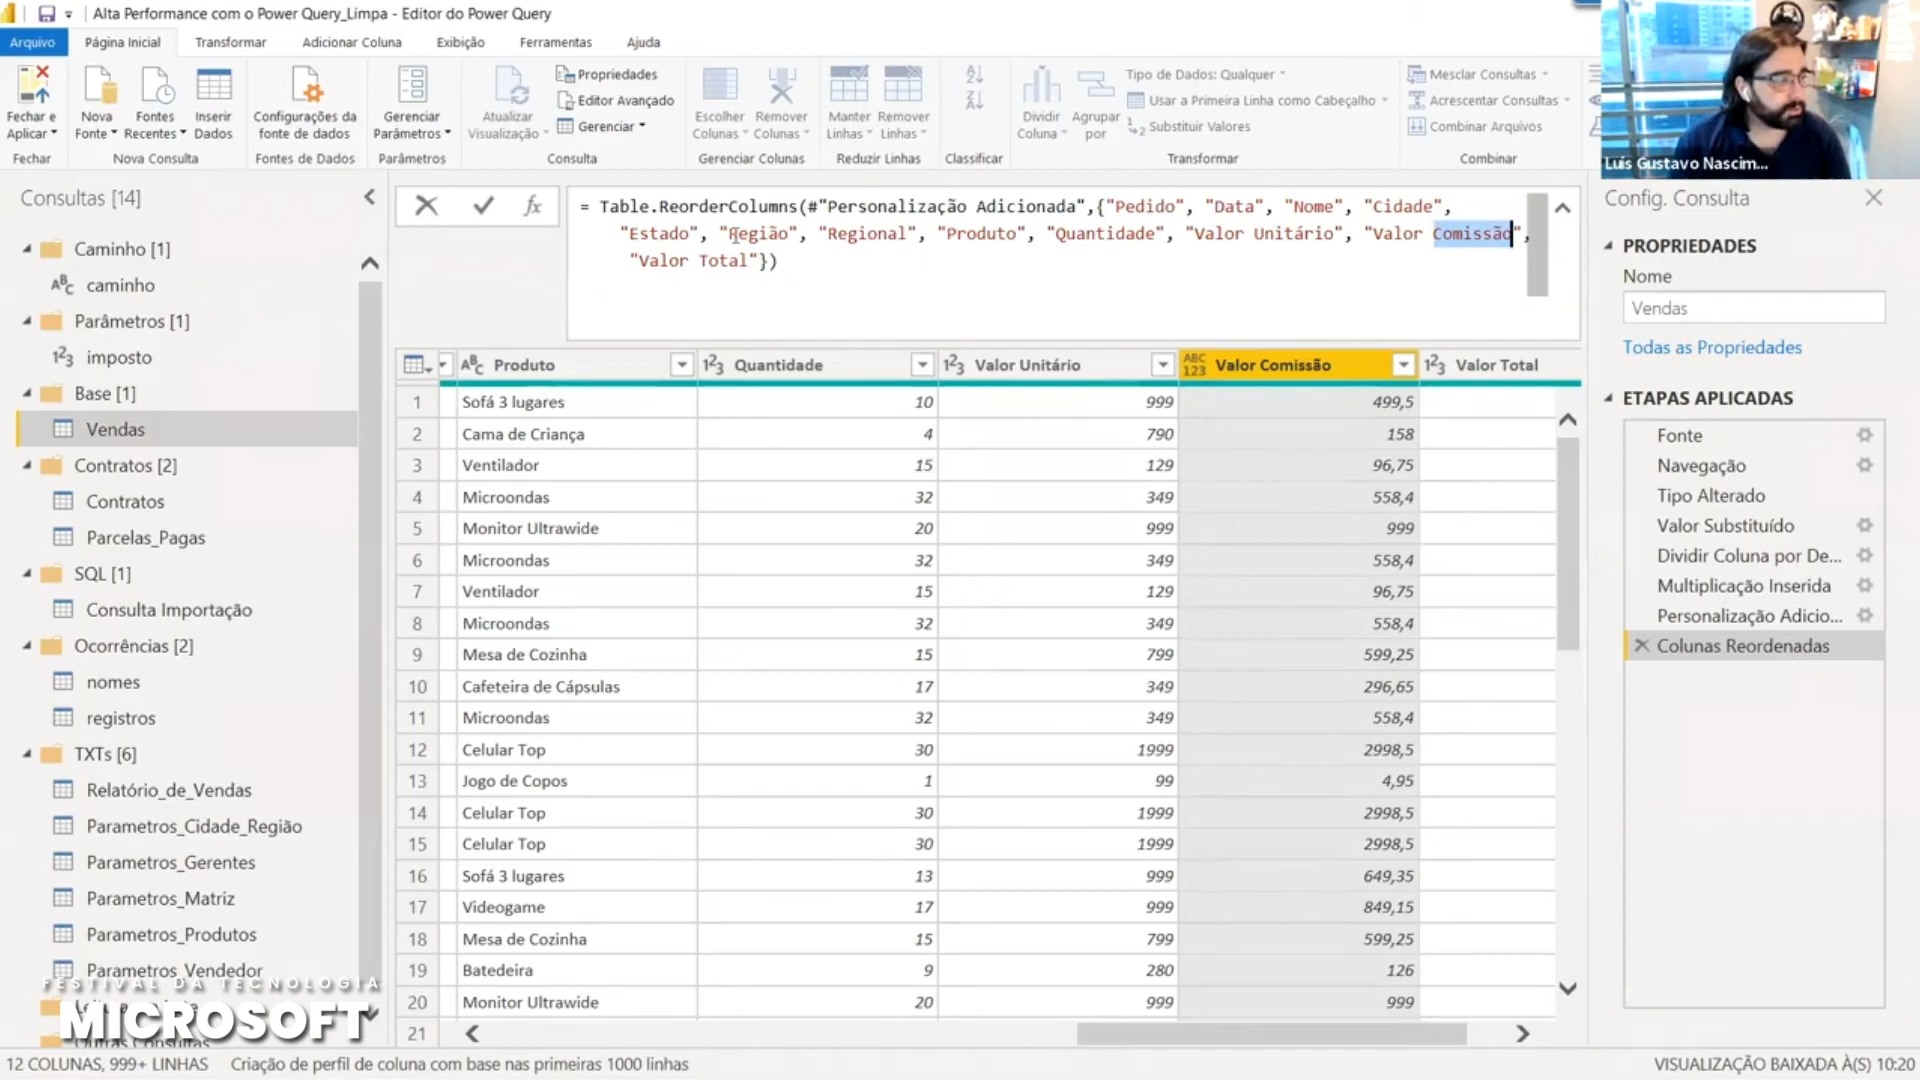 Alta Performance com o Power Query_Limpa - Editor do Power Query
Arquivo
Página Inicial
Transformar
Adicionar Coluna
Exibição
Ferramentas
Ajuda
Fechar e
Aplicar
Nova
Fonte
Fontes
Recentes
Inserir
Dados
Configurações da
fonte de dados
Gerenciar
Parâmetros
Atualizar
Visualização
Propriedades
Editor Avançado
Gerenciar
Escolher
Colunas
Remover
Colunas
Manter
Linhas
Remover
Linhas
Dividir
Coluna
Agrupar
por
Tipo de Dados: Qualquer
Usar a Primeira Linha como Cabeçalho
Substituir Valores
Mesclar Consultas
Acrescentar Consultas
Combinar Arquivos
Fechar
Nova Consulta
Fontes de Dados
Parâmetros
Consulta
Gerenciar Colunas
Reduzir Linhas
Classificar
Transformar
Combinar
Luis Gustavo Nascim...
Consultas [14]
Caminho [1]
caminho
Parâmetros [1]
imposto
Base [1]
Vendas
Contratos [2]
Contratos
Parcelas_Pagas
SQL [1]
Consulta Importação
Ocorrências [2]
nomes
registros
TXTs [6]
Relatório_de_Vendas
Parametros_Cidade_Região
Parametros_Gerentes
Parametros_Matriz
Parametros_Produtos
Parametros_Vendedor
FESTIVAL DA TECNOLOGIA
MICROSOFT
Outras Consultas
= Table.ReorderColumns(#"Personalização Adicionada",{"Pedido", "Data", "Nome", "Cidade",
"Estado", "Região", "Regional", "Produto", "Quantidade", "Valor Unitário", "Valor Comissão",
"Valor Total"})
Produto Quantidade Valor Unitário Valor Comissão Valor Total
1 Sofá 3 lugares 10 999 499,5
2 Cama de Criança 4 790 158
3 Ventilador 15 129 96,75
4 Microondas 32 349 558,4
5 Monitor Ultrawide 20 999 999
6 Microondas 32 349 558,4
7 Ventilador 15 129 96,75
8 Microondas 32 349 558,4
9 Mesa de Cozinha 15 799 599,25
10 Cafeteira de Cápsulas 17 349 296,65
11 Microondas 32 349 558,4
12 Celular Top 30 1999 2998,5
13 Jogo de Copos 1 99 4,95
14 Celular Top 30 1999 2998,5
15 Celular Top 30 1999 2998,5
16 Sofá 3 lugares 13 999 649,35
17 Videogame 17 999 849,15
18 Mesa de Cozinha 15 799 599,25
19 Batedeira 9 280 126
20 Monitor Ultrawide 20 999 999
21
Config. Consulta
PROPRIEDADES
Nome
Vendas
Todas as Propriedades
ETAPAS APLICADAS
Fonte
Navegação
Tipo Alterado
Valor Substituído
Dividir Coluna por De...
Multiplicação Inserida
Personalização Adicio...
Colunas Reordenadas
12 COLUNAS, 999+ LINHAS
Criação de perfil de coluna com base nas primeiras 1000 linhas
VISUALIZAÇÃO BAIXADA À(S) 10:20